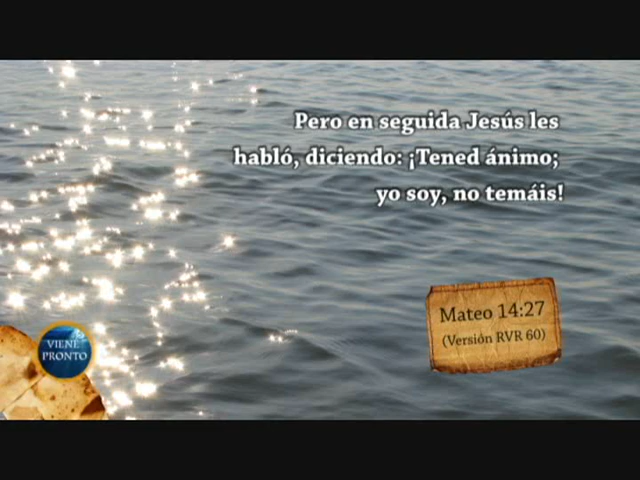 Pero en seguida Jesús les
habló, diciendo: ¡Tened ánimo;
yo soy, no temáis!
Mateo 14:27
(Versión RVR 60)
VIENE
PRONTO